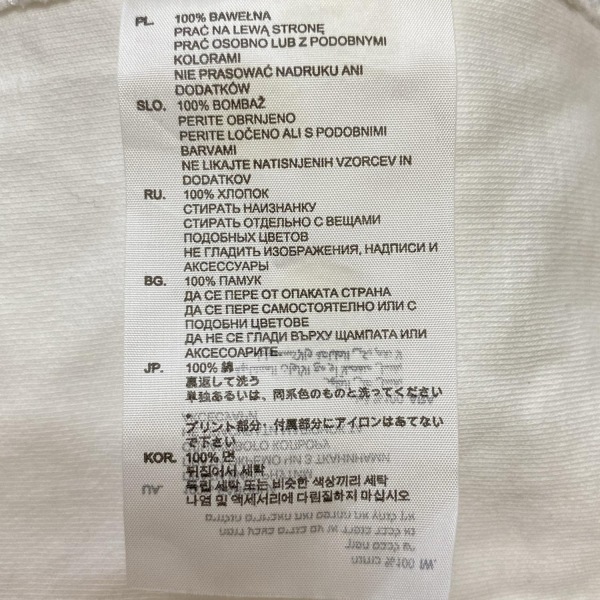 PL. 100% BAWEŁNA
PRAĆ NA LEWĄ STRONĘ
PRAĆ OSOBNO LUB Z PODOBNYMI
KOLORAMI
NIE PRASOWAĆ NADRUKU ANI
DODATKÓW
SLO. 100% BOMBAŽ
PERITE OBRNJENO
PERITE LOČENO ALI S PODOBNIMI
BARVAMI
NE LIKAJTE NATISNJENIH VZORCEV IN
DODATKOV
RU. 100% ХЛОПОК
СТИРАТЬ НАИЗНАНКУ
СТИРАТЬ ОТДЕЛЬНО С ВЕЩАМИ
ПОДОБНЫХ ЦВЕТОВ
НЕ ГЛАДИТЬ ИЗОБРАЖЕНИЯ, НАДПИСИ И
АКСЕССУАРЫ
BG. 100% ПАМУК
ДА СЕ ПЕРЕ ОТ ОПАКАТА СТРАНА
ДА СЕ ПЕРЕ САМОСТОЯТЕЛНО ИЛИ С
ПОДОБНИ ЦВЕТОВЕ
ДА НЕ СЕ ГЛАДИ ВЪРХУ ЩАМПАТА ИЛИ
АКСЕСОАРИТЕ
JP. 100% 綿
裏返して洗う
単独あるいは、同系色のものと洗ってください
。
プリント部分、付属部分にアイロンはあてない
で下さい
KOR. 100% 면
뒤집어서 세탁
독립 세탁 또는 비슷한 색상끼리 세탁
나염 및 액세서리에 다림질하지 마십시오